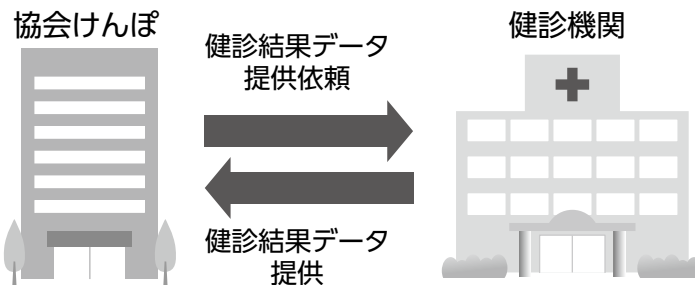 協会けんぽ
健診機関
健診結果データ
提供依頼
健診結果データ
提供